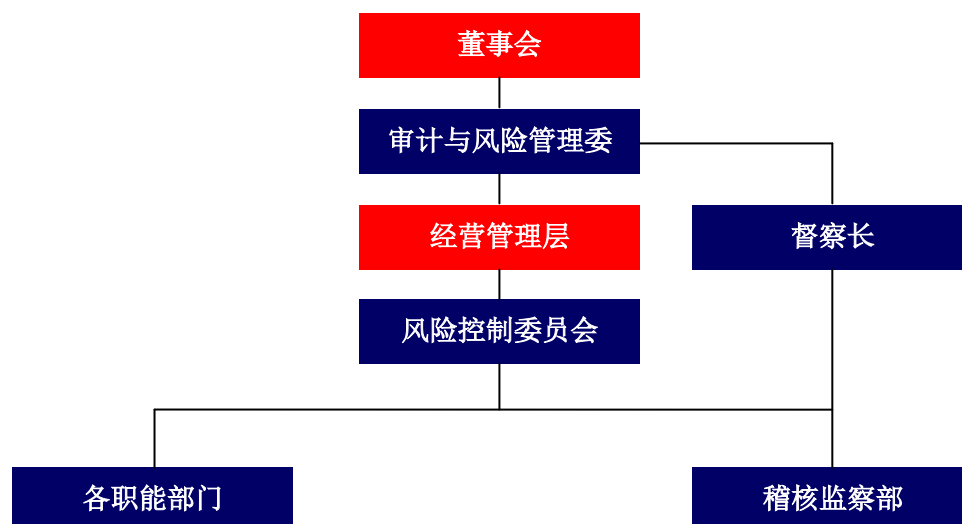 董事会
审计与风险管理委
经营管理层
督察长
风险控制委员会
各职能部门
稽核监察部